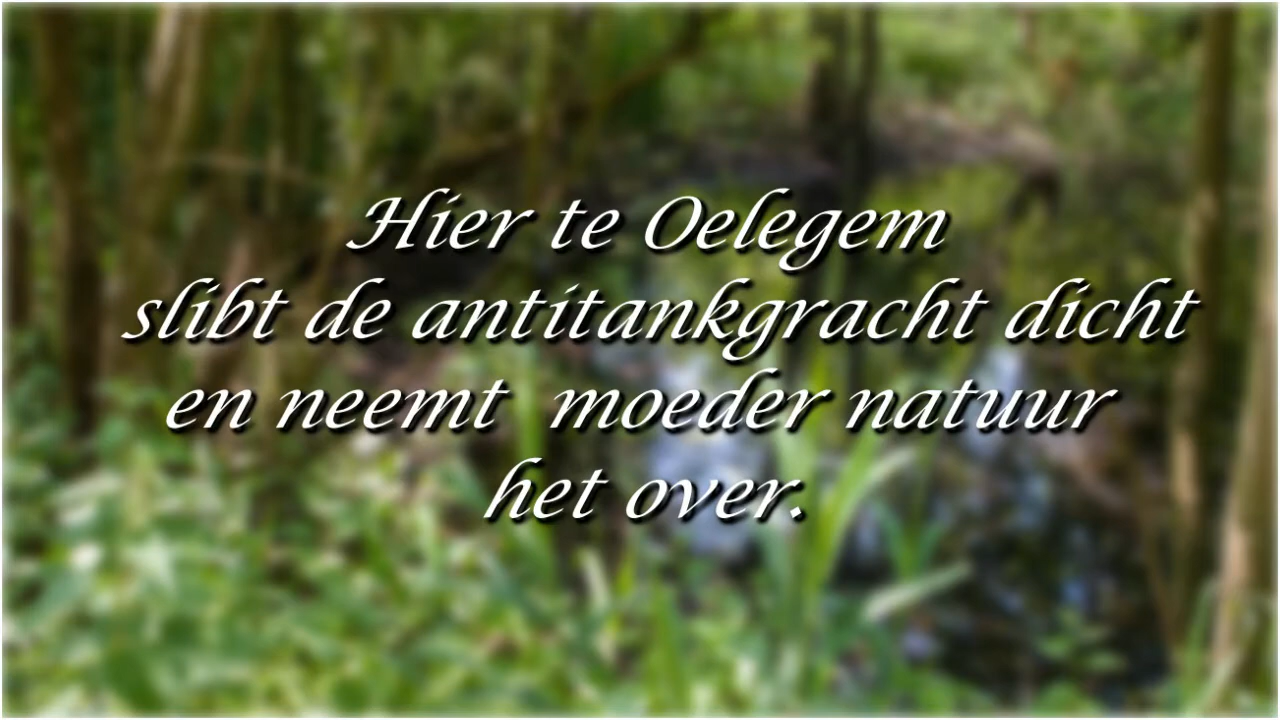 Hier te Oelegem
slibt de antitankgracht dicht
en neemt moeder natuur
het over.